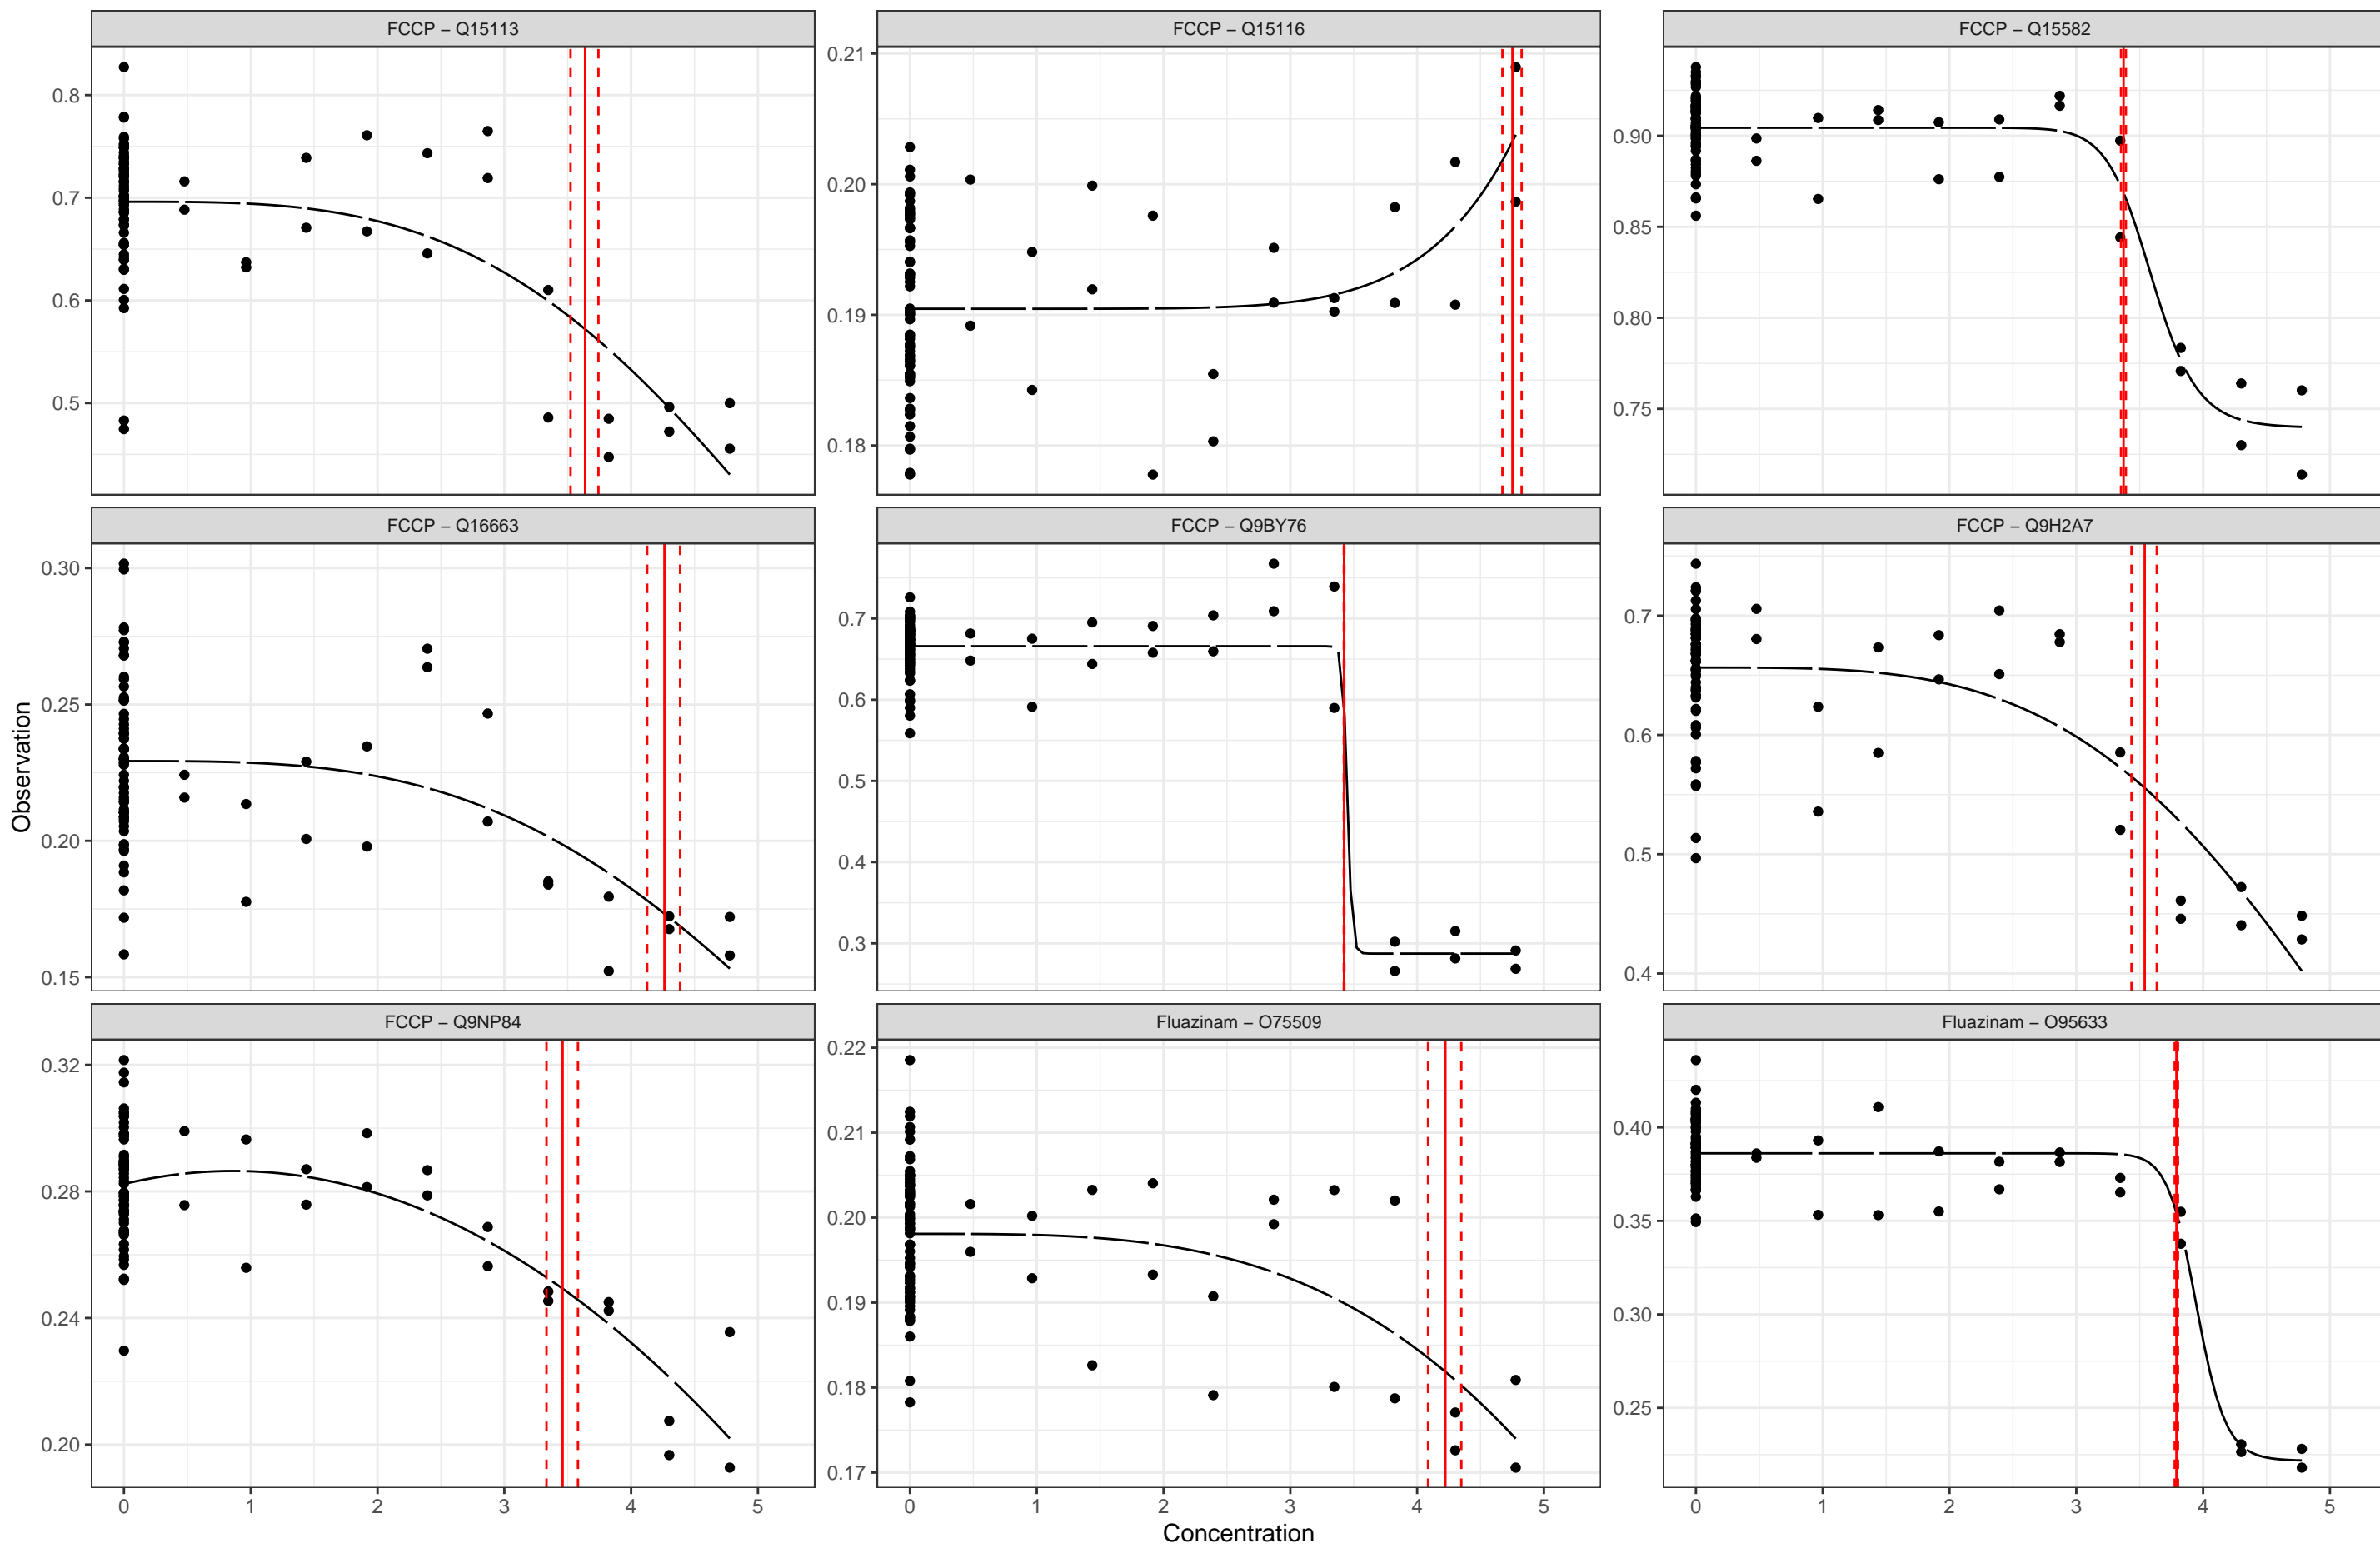 FCCP – Q15113
FCCP – Q15116
FCCP – Q15582
0.8
0.7
0.6
0.5
0.21
0.20
0.19
0.18
0.90
0.85
0.80
0.75
FCCP – Q16663
FCCP – Q9BY76
FCCP – Q9H2A7
0.30
0.25
0.20
0.15
0.7
0.6
0.5
0.4
0.3
0.7
0.6
0.5
0.4
Observation
FCCP – Q9NP84
Fluazinam – O75509
Fluazinam – O95633
0.32
0.28
0.24
0.20
0.22
0.21
0.20
0.19
0.18
0.17
0.40
0.35
0.30
0.25
0 1 2 3 4 5
0 1 2 3 4 5
0 1 2 3 4 5
Concentration